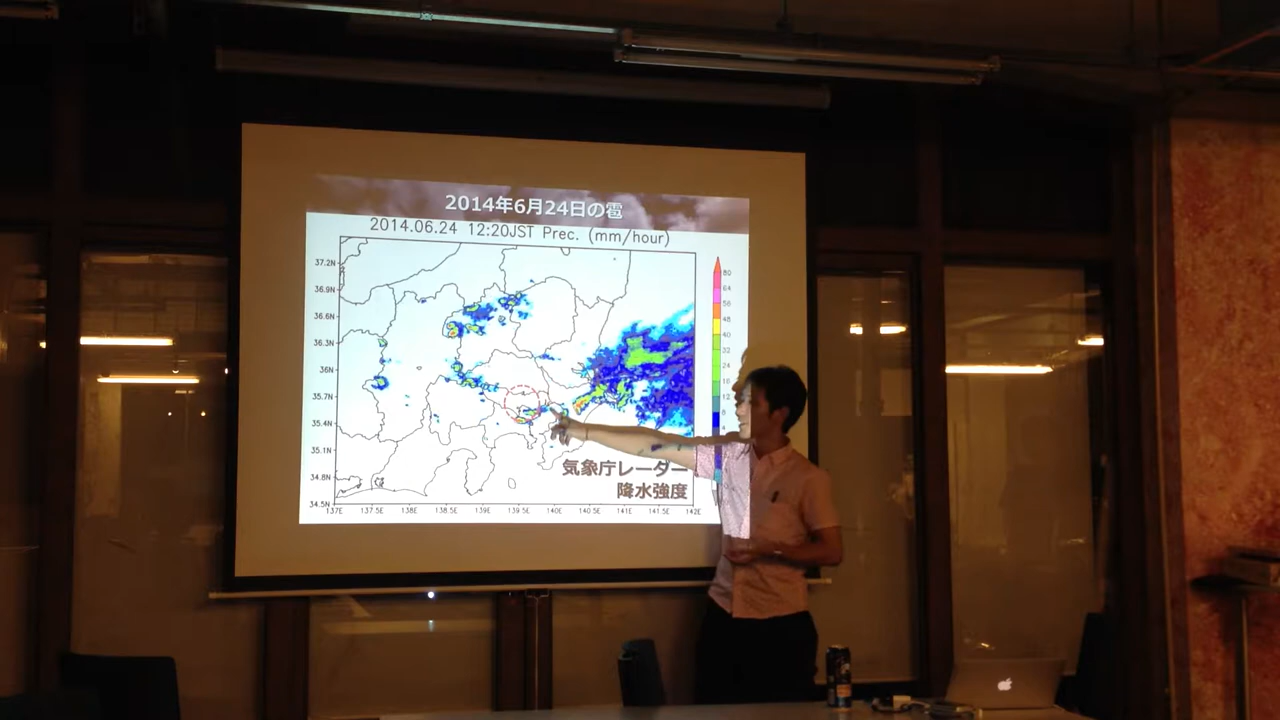 2014年6月24日の雹
2014.06.24 12:20JST Prec. (mm/hour)
37.2N
36.9N
36.6N
36.3N
36N
35.7N
35.4N
35.1N
34.8N
34.5N
137E 137.5E 138E 138.5E 139E 139.5E 140E 140.5E 141E 141.5E 142E
80
64
56
48
40
32
24
16
12
8
気象庁レーダー
降水強度